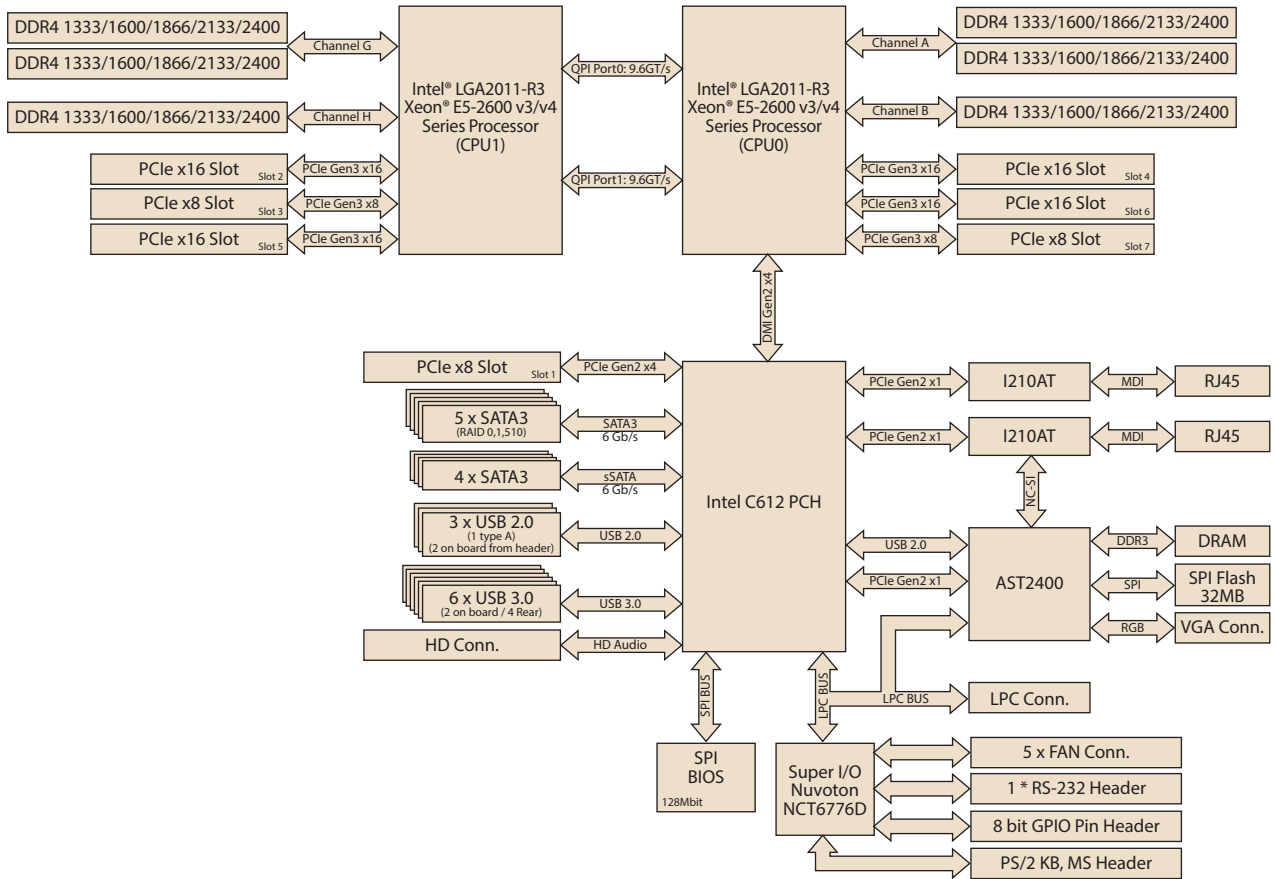 DDR4 1333/1600/1866/2133/2400
DDR4 1333/1600/1866/2133/2400
Channel G
DDR4 1333/1600/1866/2133/2400
Channel H
PCIe x16 Slot
Slot 2
PCIe Gen3 x16
PCIe x8 Slot
Slot 3
PCIe Gen3 x8
PCIe x16 Slot
Slot 5
PCIe Gen3 x16
Intel® LGA2011-R3
Xeon® E5-2600 v3/v4
Series Processor
(CPU1)
QPI Port0: 9.6GT/s
QPI Port1: 9.6GT/s
Intel® LGA2011-R3
Xeon® E5-2600 v3/v4
Series Processor
(CPU0)
Channel A
DDR4 1333/1600/1866/2133/2400
DDR4 1333/1600/1866/2133/2400
Channel B
DDR4 1333/1600/1866/2133/2400
PCIe Gen3 x16
PCIe x16 Slot
Slot 4
PCIe Gen3 x16
PCIe x16 Slot
Slot 6
PCIe Gen3 x8
PCIe x8 Slot
Slot 7
DMI Gen2 x4
PCIe x8 Slot
Slot 1
PCIe Gen2 x4
5 x SATA3
(RAID 0,1,510)
SATA3
6 Gb/s
4 x SATA3
sSATA
6 Gb/s
3 x USB 2.0
(1 type A)
(2 on board from header)
USB 2.0
6 x USB 3.0
(2 on board / 4 Rear)
USB 3.0
HD Conn.
HD Audio
Intel C612 PCH
PCIe Gen2 x1
I210AT
MDI
RJ45
PCIe Gen2 x1
I210AT
MDI
RJ45
NC-SI
USB 2.0
PCIe Gen2 x1
AST2400
DDR3
DRAM
SPI
SPI Flash
32MB
RGB
VGA Conn.
SPI BUS
LPC BUS
LPC BUS
LPC Conn.
SPI
BIOS
128Mbit
Super I/O
Nuvoton
NCT6776D
5 x FAN Conn.
1 * RS-232 Header
8 bit GPIO Pin Header
PS/2 KB, MS Header